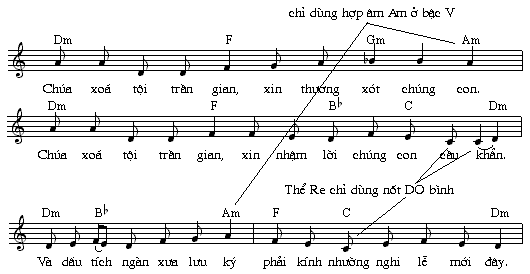 chỉ dùng hợp âm Am ở bậc V
Dm F Gm Am
Chúa xoá tội trần gian, xin thương xót chúng con.
Dm F B♭ C Dm
Chúa xoá tội trần gian, xin nhậm lời chúng con cầu khẩn.
Thể Re chỉ dùng nốt DO bình
Dm B♭ Am F C Dm
Và dấu tích ngàn xưa lưu ký phải kính nhường nghi lễ mới đây.